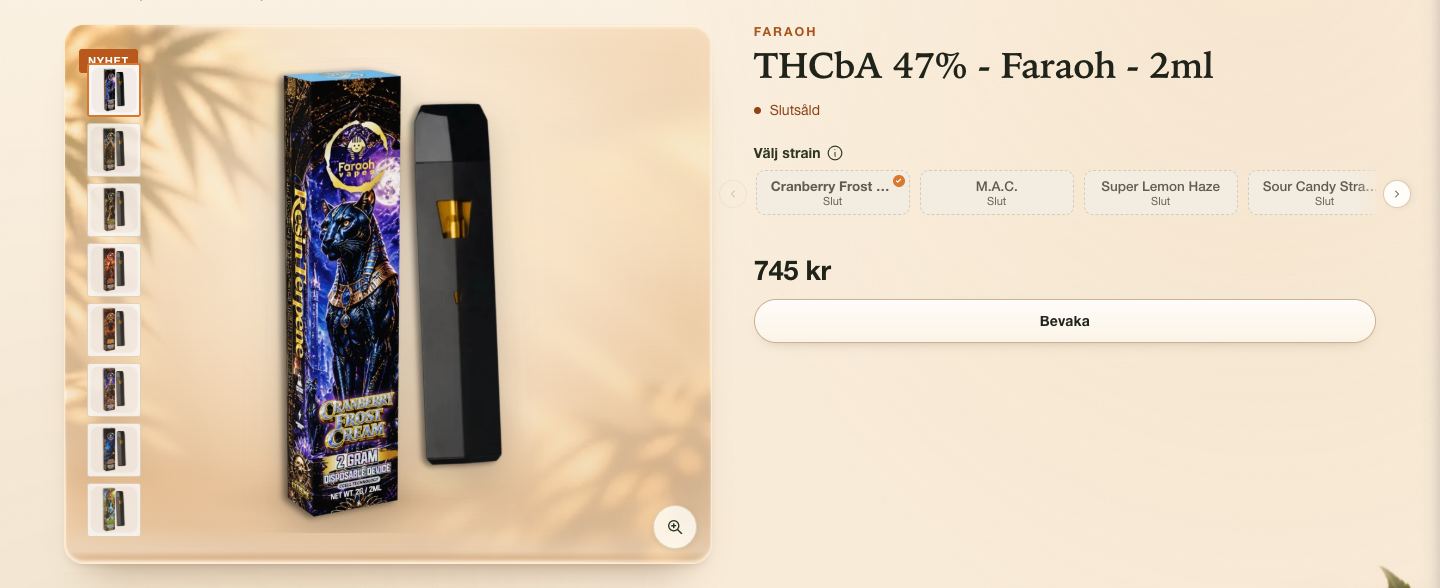 NYHET
FARAOH
THCbA 47% - Faraoh - 2ml
Slutsåld
Välj strain
Cranberry Frost ...
Slut
M.A.C.
Slut
Super Lemon Haze
Slut
Sour Candy Stra...
Slut
745 kr
Bevaka
Faraoh
vapes
Resin Terpene
CRANBERRY
FROST
CREAM
2 GRAM
DISPOSABLE DEVICE
NET WT. 2G / 2ML